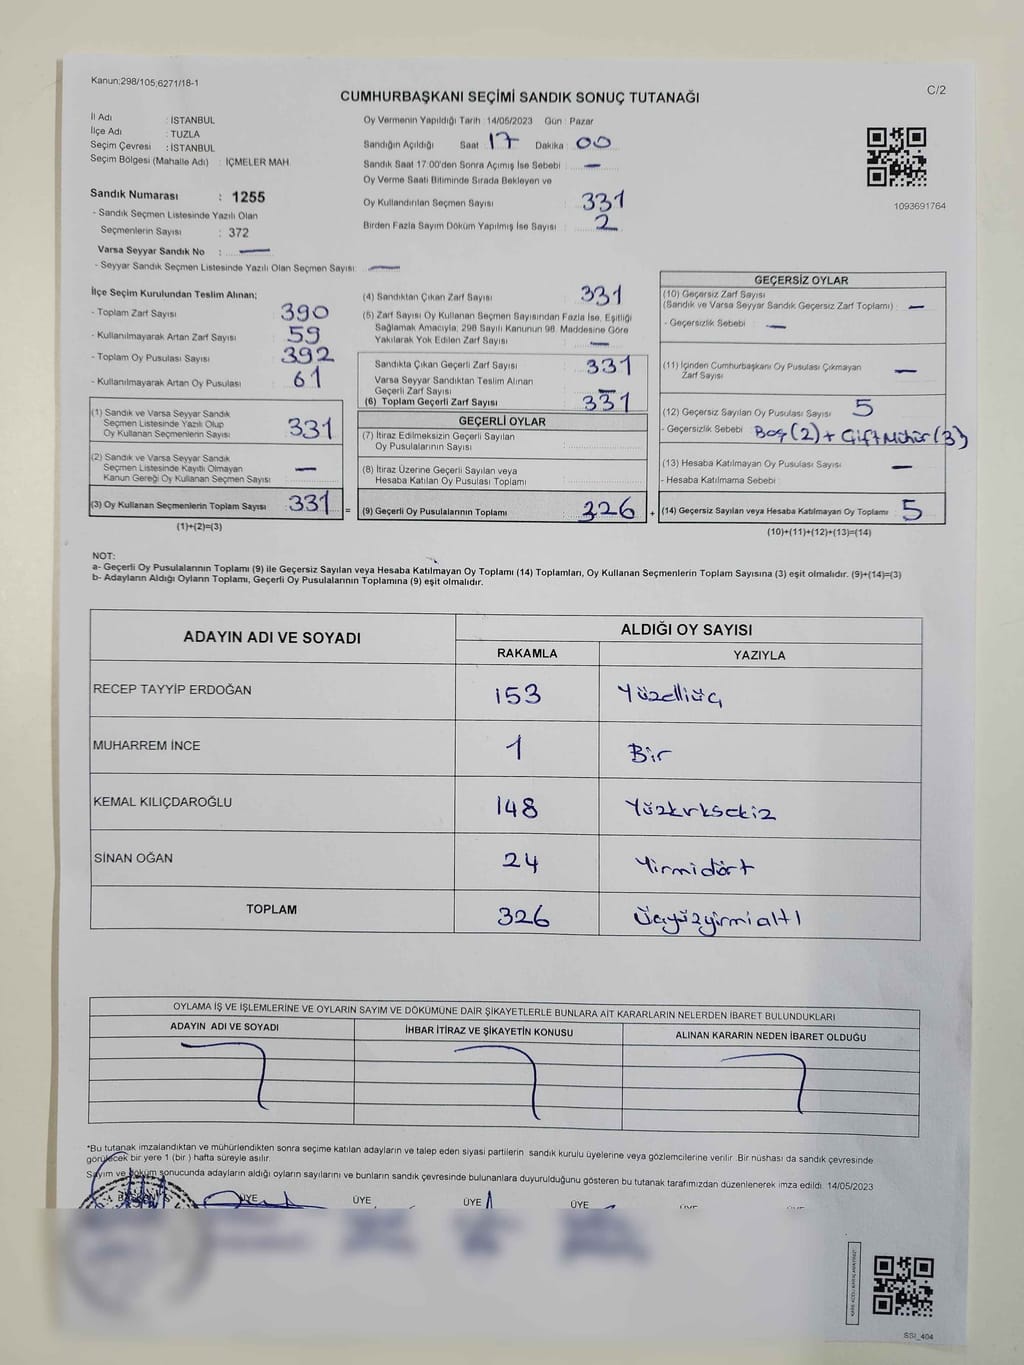 Kanun:298/105,6271/18-1
C/2
CUMHURBAŞKANI SEÇİMİ SANDIK SONUÇ TUTANAĞI
İl Adı : İSTANBUL
İlçe Adı : TUZLA
Seçim Çevresi : İSTANBUL
Seçim Bölgesi (Mahalle Adı) : İÇMELER MAH.
Sandık Numarası : 1255
- Sandık Seçmen Listesinde Yazılı Olan
Seçmenlerin Sayısı : 372
Varsa Seyyar Sandık No : —
- Seyyar Sandık Seçmen Listesinde Yazılı Olan Seçmen Sayısı: —
Oy Vermenin Yapıldığı Tarih : 14/05/2023 Gün : Pazar
Sandığın Açıldığı Saat 17 Dakika 00
Sandık Saat 17:00'den Sonra Açımış İse Sebebi : —
Oy Verme Saati Bitiminde Sırada Bekleyen ve
Oy Kullandırılan Seçmen Sayısı : 331
Birden Fazla Sayım Döküm Yapılmış İse Sayısı : 2
1093691764
İlçe Seçim Kurulundan Teslim Alınan;
- Toplam Zarf Sayısı : 390
- Kullanılmayarak Artan Zarf Sayısı : 59
- Toplam Oy Pusulası Sayısı : 392
- Kullanılmayarak Artan Oy Pusulası : 61
(1) Sandık ve Varsa Seyyar Sandık
Seçmen Listesinde Yazılı Olup
Oy Kullanan Seçmenlerin Sayısı : 331
(2) Sandık ve Varsa Seyyar Sandık
Seçmen Listesinde Kayıtlı Olmayan
Kanun Gereği Oy Kullanan Seçmen Sayısı : —
(3) Oy Kullanan Seçmenlerin Toplam Sayısı : 331 =
(1)+(2)=(3)
(4) Sandıktan Çıkan Zarf Sayısı : 331
(5) Zarf Sayısı Oy Kullanan Seçmen Sayısından Fazla İse, Eşitliği
Sağlamak Amacıyla; 298 Sayılı Kanunun 98. Maddesine Göre
Yakılarak Yok Edilen Zarf Sayısı : —
Sandıkta Çıkan Geçerli Zarf Sayısı : 331
Varsa Seyyar Sandıktan Teslim Alınan
Geçerli Zarf Sayısı : —
(6) Toplam Geçerli Zarf Sayısı : 331
GEÇERLİ OYLAR
(7) İtiraz Edilmeksizin Geçerli Sayılan
Oy Pusulalarının Sayısı
(8) İtiraz Üzerine Geçerli Sayılan veya
Hesaba Katılan Oy Pusulası Toplamı
(9) Geçerli Oy Pusulalarının Toplamı : 326 +
GEÇERSİZ OYLAR
(10) Geçersiz Zarf Sayısı
(Sandık ve Varsa Seyyar Sandık Geçersiz Zarf Toplamı) : —
- Geçersizlik Sebebi : —
(11) İçinden Cumhurbaşkanı Oy Pusulası Çıkmayan
Zarf Sayısı : —
(12) Geçersiz Sayılan Oy Pusulası Sayısı : 5
- Geçersizlik Sebebi Boş(2)+ Çift Mühür(3)
(13) Hesaba Katılmayan Oy Pusulası Sayısı : —
- Hesaba Katılmama Sebebi :
(14) Geçersiz Sayılan veya Hesaba Katılmayan Oy Toplamı : 5
(10)+(11)+(12)+(13)=(14)
NOT:
a- Geçerli Oy Pusulalarının Toplamı (9) ile Geçersiz Sayılan veya Hesaba Katılmayan Oy Toplamı (14) Toplamları, Oy Kullanan Seçmenlerin Toplam Sayısına (3) eşit olmalıdır. (9)+(14)=(3)
b- Adayların Aldığı Oyların Toplamı, Geçerli Oy Pusulalarının Toplamına (9) eşit olmalıdır.
ADAYIN ADI VE SOYADI ALDIĞI OY SAYISI
RAKAMLA YAZIYLA
RECEP TAYYİP ERDOĞAN 153 Yüzelliüç
MUHARREM İNCE 1 Bir
KEMAL KILIÇDAROĞLU 148 Yüzkırksekiz
SİNAN OĞAN 24 Yirmidört
TOPLAM 326 Üçyüzyirmialtı
OYLAMA İŞ VE İŞLEMLERİNE VE OYLARIN SAYIM VE DÖKÜMÜNE DAİR ŞİKAYETLERLE BUNLARA AİT KARARLARIN NELERDEN İBARET BULUNDUKLARI
ADAYIN ADI VE SOYADI İHBAR İTİRAZ VE ŞİKAYETİN KONUSU ALINAN KARARIN NEDEN İBARET OLDUĞU
*Bu tutanak imzalandıktan ve mühürlendikten sonra seçime katılan adayların ve talep eden siyasi partilerin sandık kurulu üyelerine veya gözlemcilerine verilir. Bir nüshası da sandık çevresinde
görülecek bir yere 1 (bir ) hafta süreyle asılır.
Sayım ve döküm sonucunda adayların aldığı oyların sayılarını ve bunların sandık çevresinde bulunanlara duyurulduğunu gösteren bu tutanak tarafımızdan düzenlenerek imza edildi. 14/05/2023
BAŞKAN ÜYE ÜYE ÜYE ÜYE
SSI_404